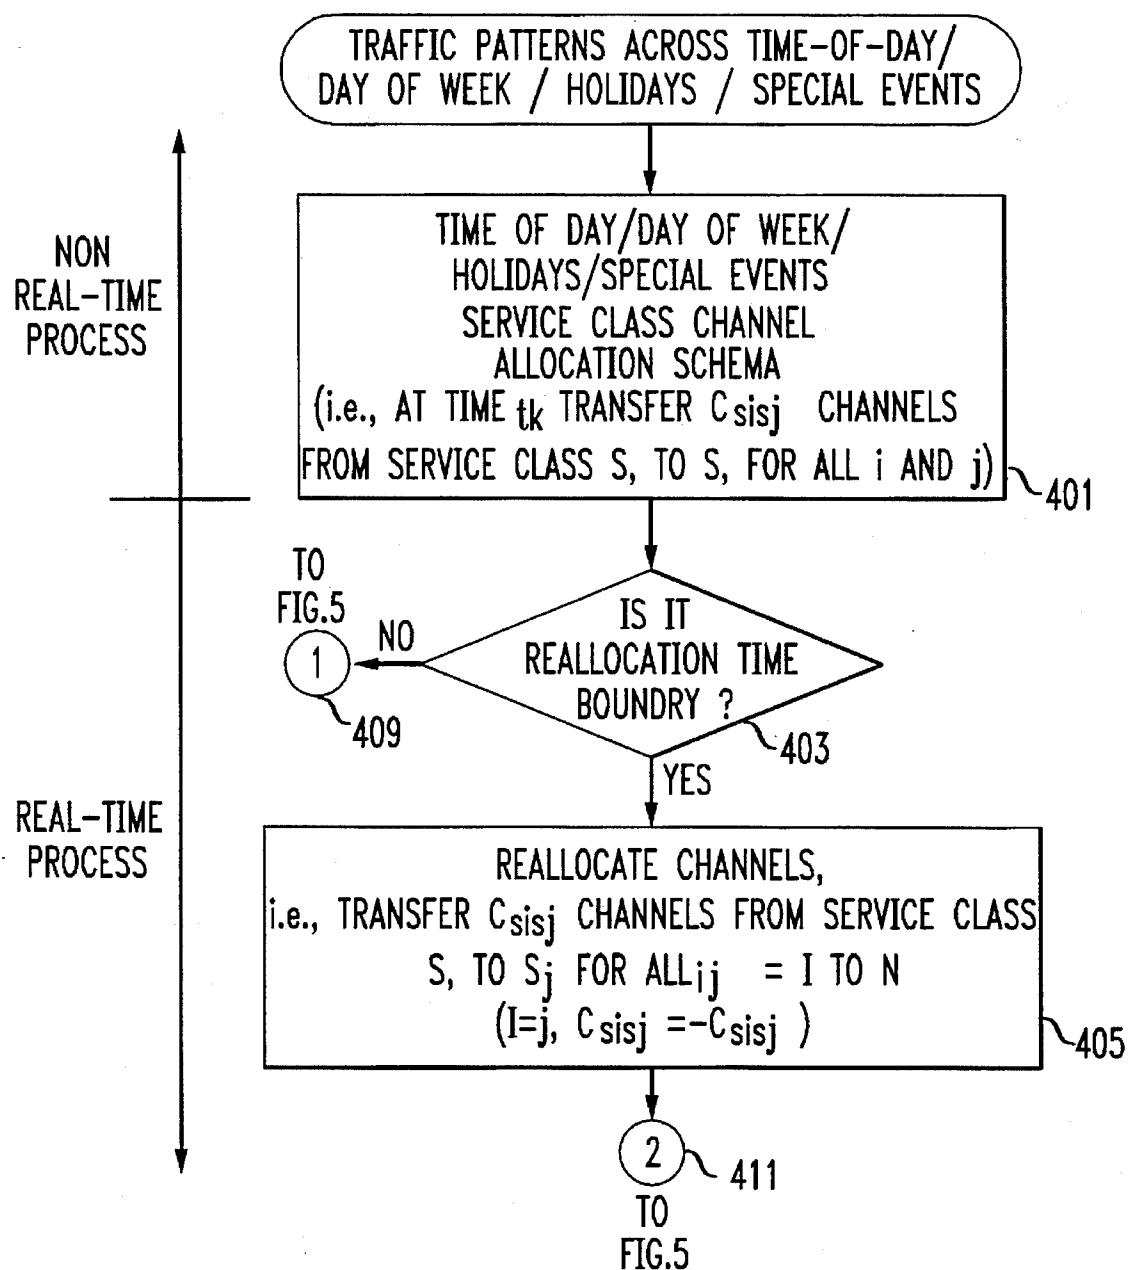 TRAFFIC PATTERNS ACROSS TIME-OF-DAY/
DAY OF WEEK / HOLIDAYS / SPECIAL EVENTS
NON
REAL-TIME
PROCESS
TIME OF DAY/DAY OF WEEK/
HOLIDAYS/SPECIAL EVENTS
SERVICE CLASS CHANNEL
ALLOCATION SCHEMA
(i.e., AT TIME tk TRANSFER Csisj CHANNELS
FROM SERVICE CLASS S, TO S, FOR ALL i AND j)
401
TO
FIG.5
1
409
NO
IS IT
REALLOCATION TIME
BOUNDRY ?
403
YES
REAL-TIME
PROCESS
REALLOCATE CHANNELS,
i.e., TRANSFER Csisj CHANNELS FROM SERVICE CLASS
S, TO Sj FOR ALL ij = I TO N
(I=j, Csisj =-Csisj )
405
2
411
TO
FIG.5